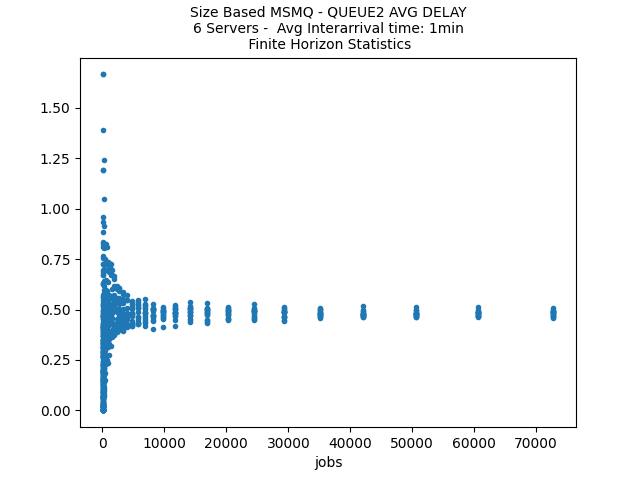 Size Based MSMQ - QUEUE2 AVG DELAY
6 Servers -  Avg Interarrival time: 1min
Finite Horizon Statistics
1.50
1.25
1.00
0.75
0.50
0.25
0.00
0 10000 20000 30000 40000 50000 60000 70000
jobs